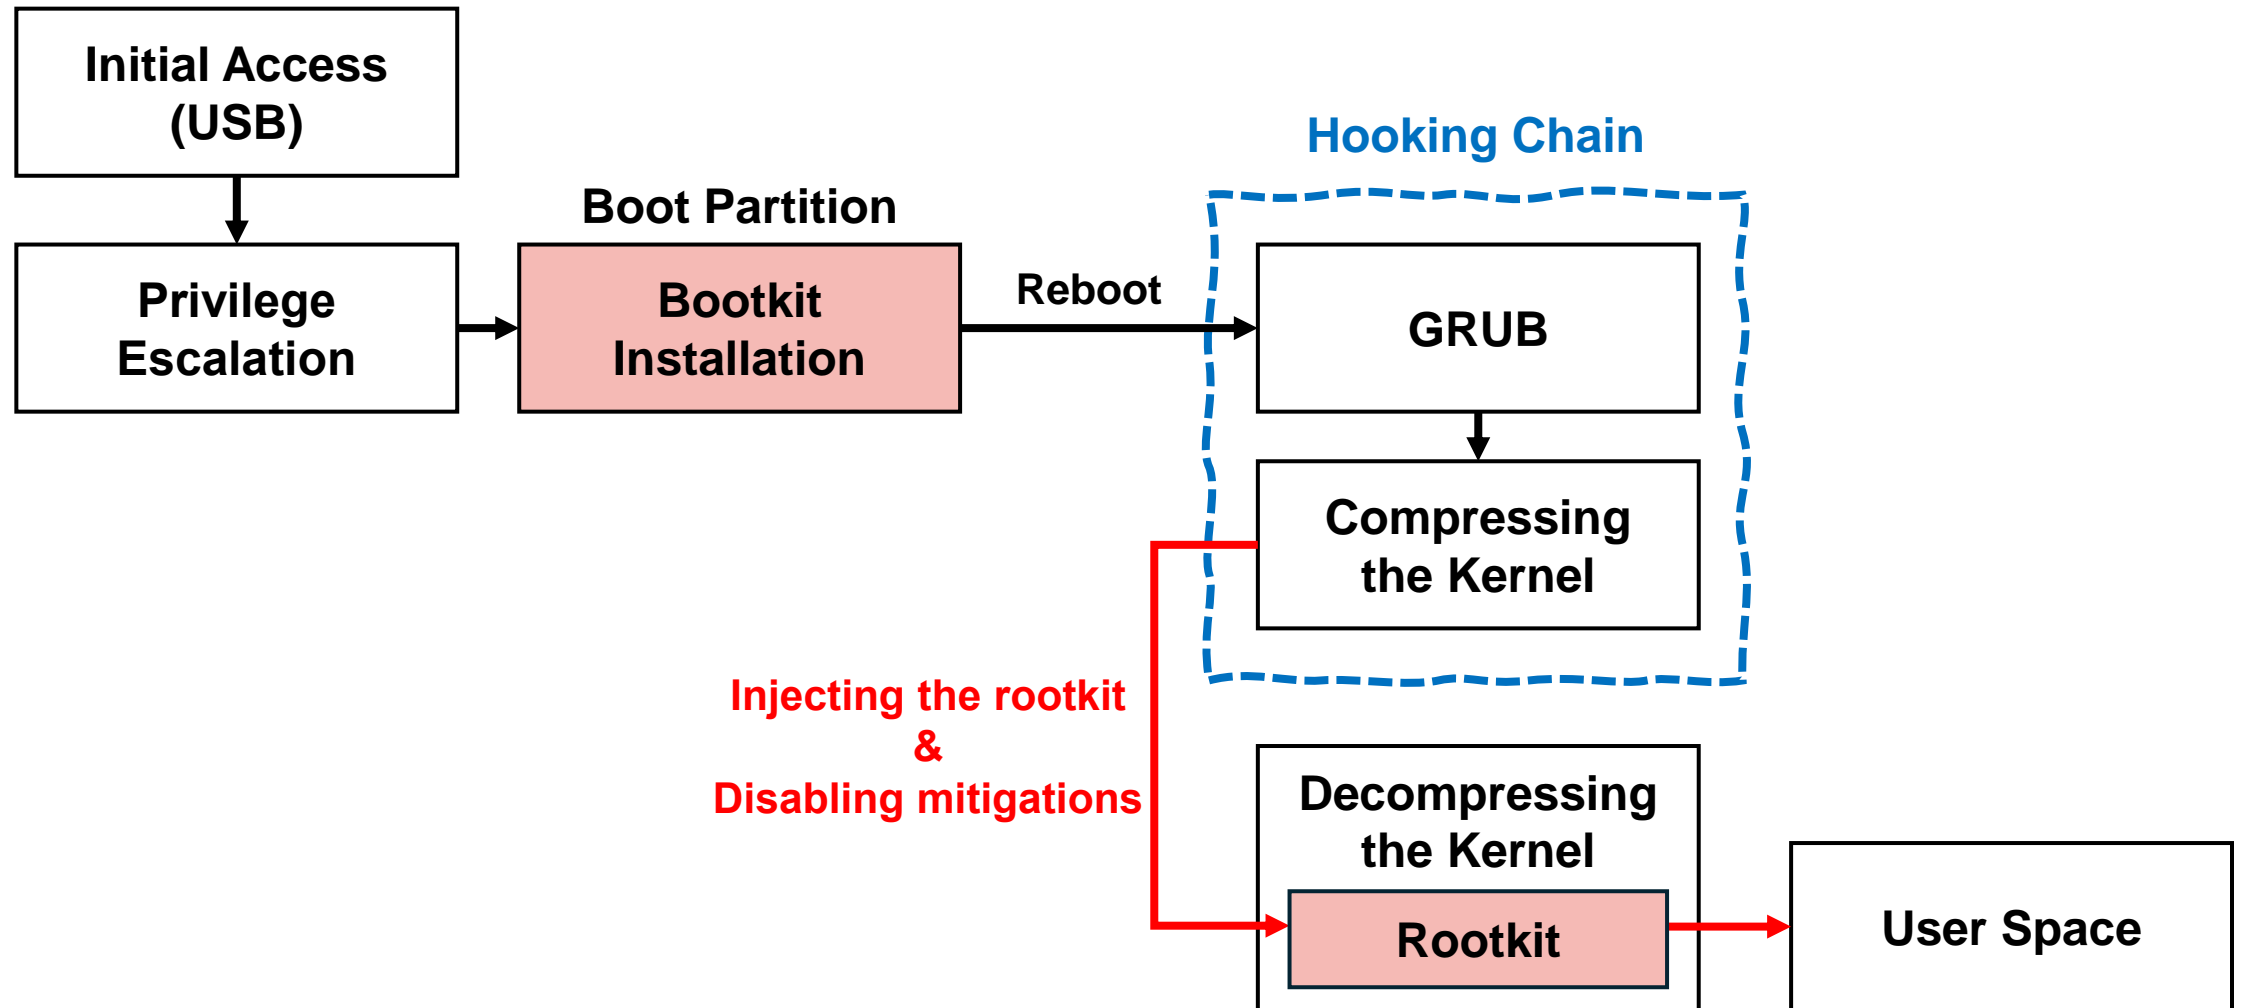 Initial Access
(USB)
Privilege
Escalation
Boot Partition
Bootkit
Installation
Reboot
Hooking Chain
GRUB
Compressing
the Kernel
Injecting the rootkit
&
Disabling mitigations
Decompressing
the Kernel
Rootkit
User Space